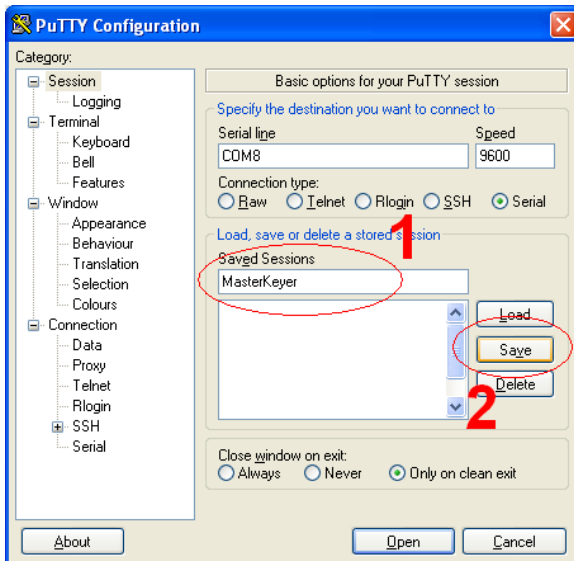 PuTTY Configuration
Category:
Session
Logging
Terminal
Keyboard
Bell
Features
Window
Appearance
Behaviour
Translation
Selection
Colours
Connection
Data
Proxy
Telnet
Rlogin
SSH
Serial
Basic options for your PuTTY session
Specify the destination you want to connect to
Serial line Speed
COM8 9600
Connection type:
Raw Telnet Rlogin SSH Serial
1
Load, save or delete a stored session
Saved Sessions
MasterKeyer
Load
Save
Delete
2
Close window on exit:
Always Never Only on clean exit
About Open Cancel